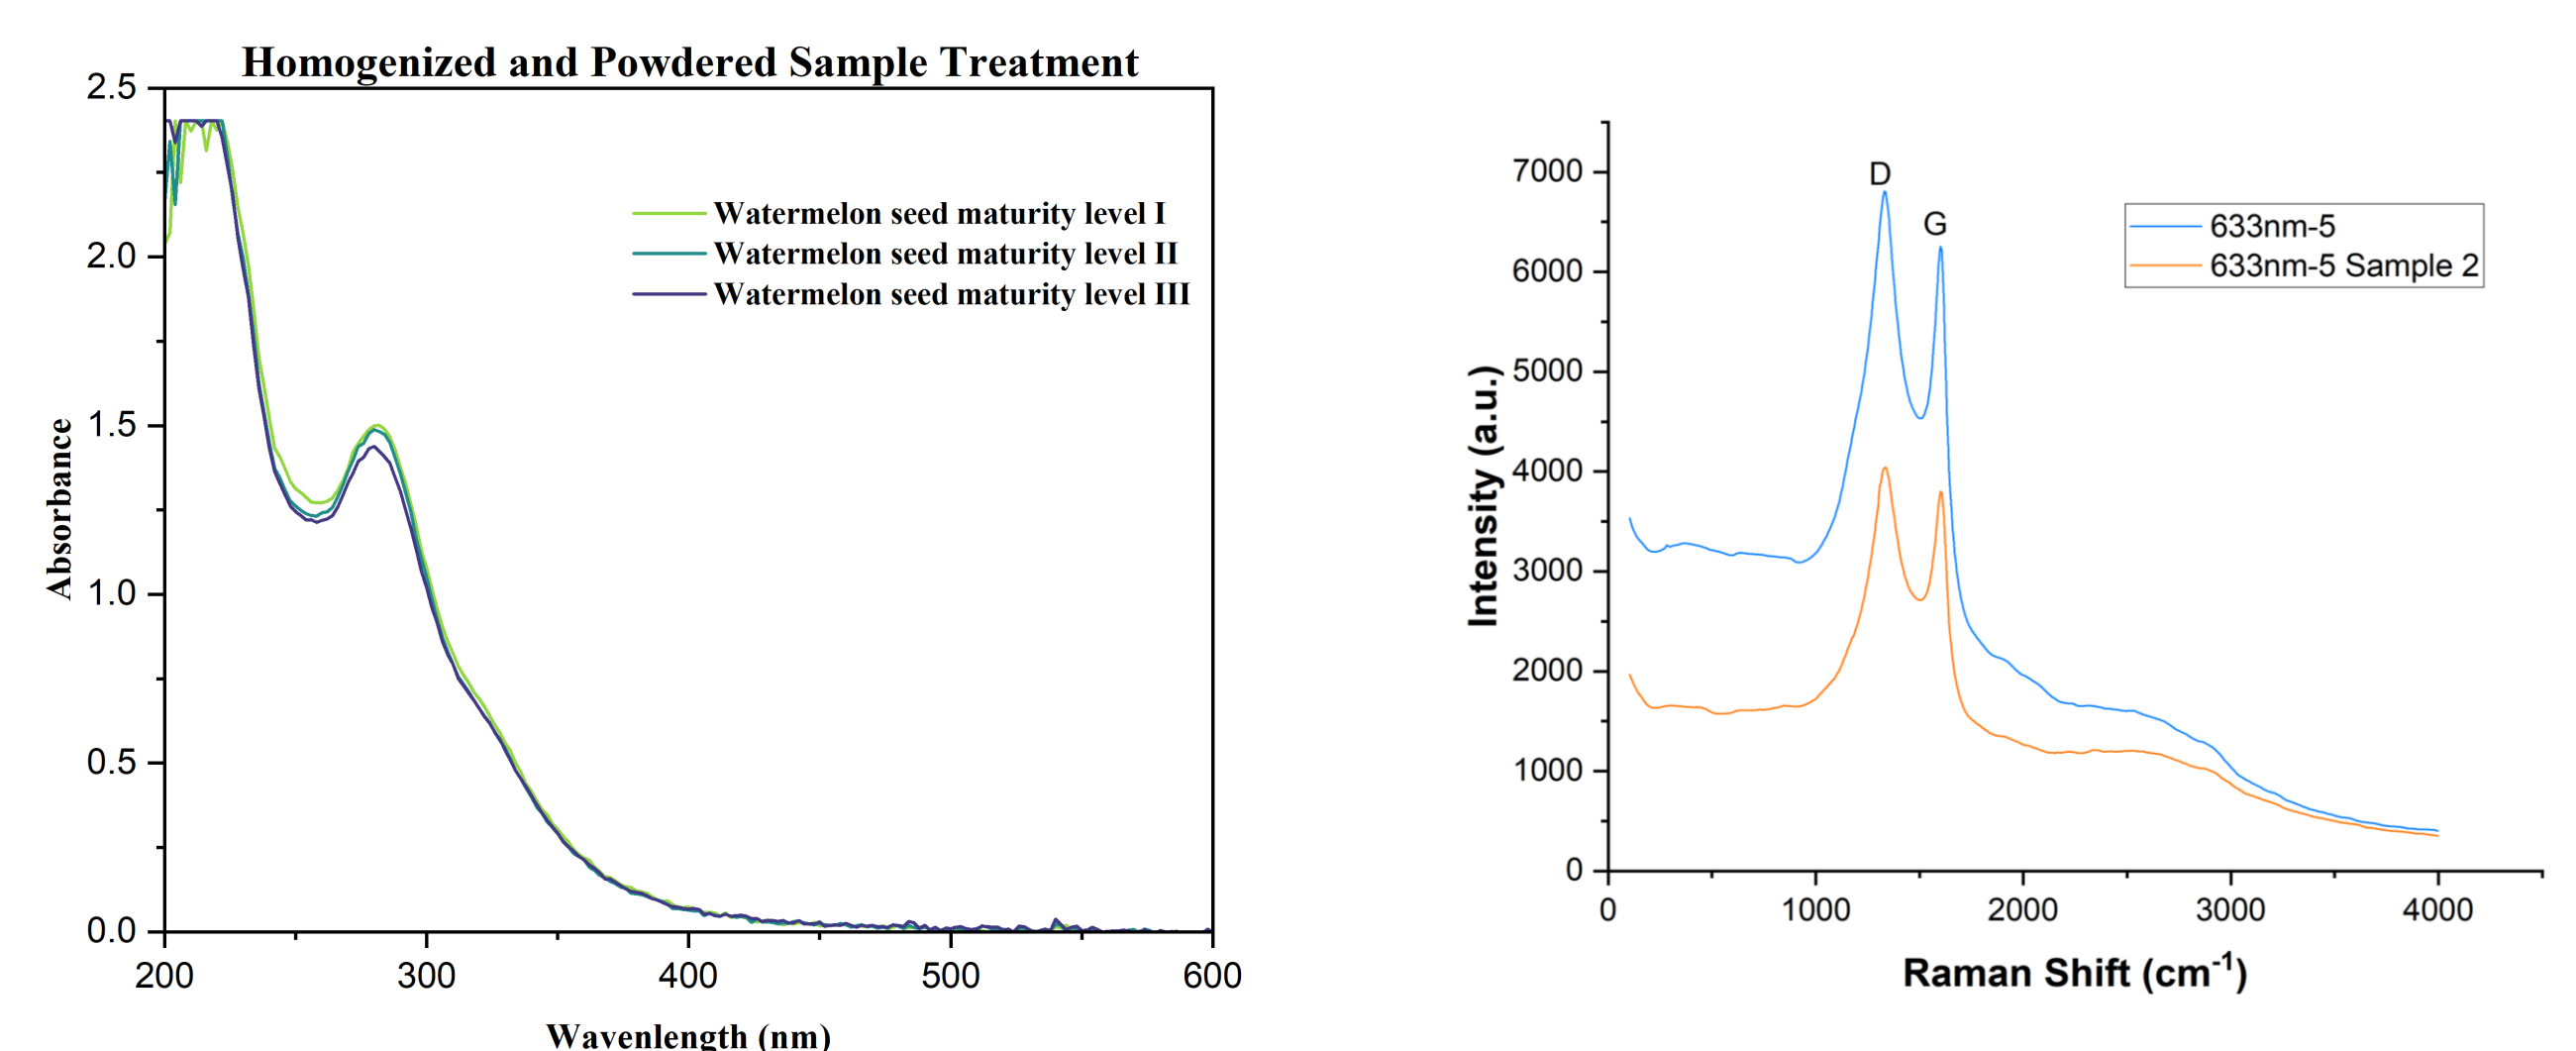 Homogenized and Powdered Sample Treatment
2.5
2.0
1.5
1.0
0.5
0.0
Absorbance
Watermelon seed maturity level I
Watermelon seed maturity level II
Watermelon seed maturity level III
200 300 400 500 600
Wavenlength (nm)
7000
6000
5000
4000
3000
2000
1000
0
Intensity (a.u.)
D
G
633nm-5
633nm-5 Sample 2
0 1000 2000 3000 4000
Raman Shift (cm⁻¹)